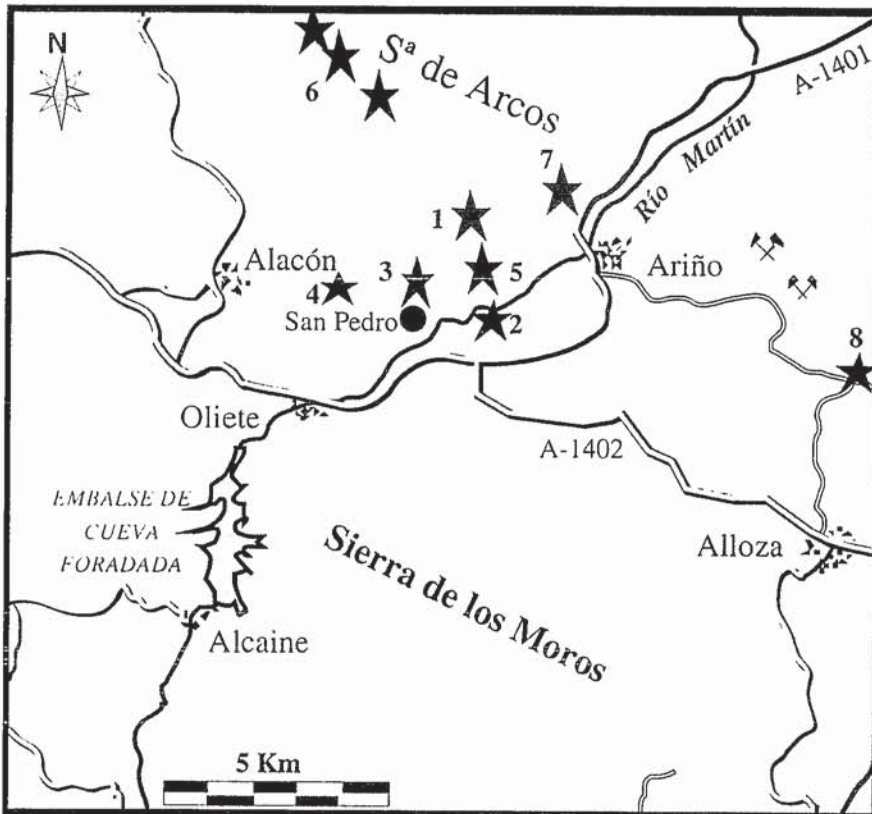 N
Sª de Arcos
A-1401
6
Río Martín
7
1
Alacón
3
5
Ariño
4
San Pedro
2
8
Oliete
A-1402
EMBALSE DE
CUEVA
FORADADA
Sierra de los Moros
Alloza
Alcaine
5 Km